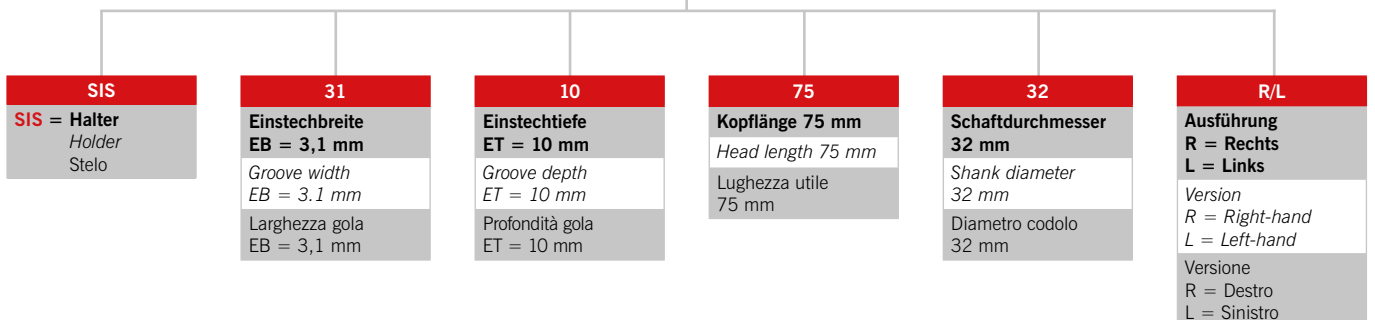 SIS
SIS = Halter
Holder
Stelo
31
Einstechbreite
EB = 3,1 mm
Groove width
EB = 3.1 mm
Larghezza gola
EB = 3,1 mm
10
Einstechtiefe
ET = 10 mm
Groove depth
ET = 10 mm
Profondità gola
ET = 10 mm
75
Kopflänge 75 mm
Head length 75 mm
Lughezza utile
75 mm
32
Schaftdurchmesser
32 mm
Shank diameter
32 mm
Diametro codolo
32 mm
R/L
Ausführung
R = Rechts
L = Links
Version
R = Right-hand
L = Left-hand
Versione
R = Destro
L = Sinistro